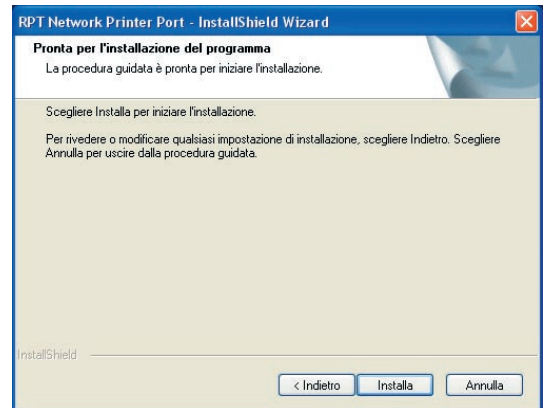 RPT Network Printer Port - InstallShield Wizard
Pronta per l'installazione del programma
La procedura guidata è pronta per iniziare l'installazione.
Scegliere Installa per iniziare l'installazione.
Per rivedere o modificare qualsiasi impostazione di installazione, scegliere Indietro. Scegliere
Annulla per uscire dalla procedura guidata.
InstallShield
< Indietro
Installa
Annulla